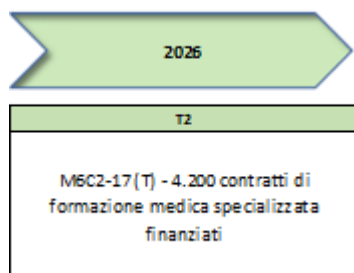 2026
T2
M6C2-17 (T) - 4.200 contratti di
formazione medica specializzata
finanziati